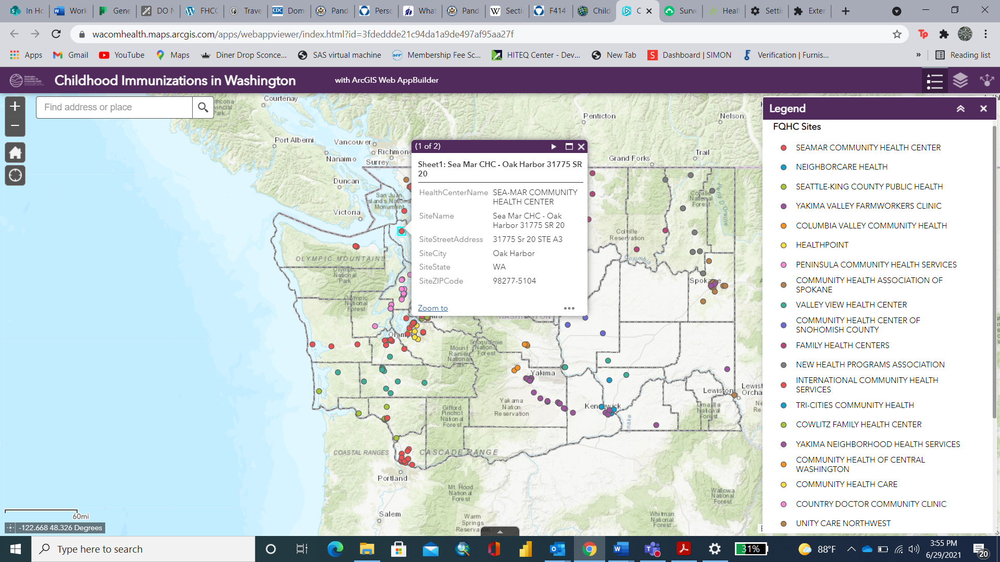 In Ho
Work
Gene
DO N
FHCC
Trave
CDC
Dom
Pand
Perso
What
Pand
W
Secti
F414
Child
C
Surve
Healt
Settin
Exter
wacomhealth.maps.arcgis.com/apps/webappviewer/index.html?id=3fdeddde21c94da1a9de497af95aa27f
Apps
Gmail
YouTube
Maps
Diner Drop Sconce...
SAS virtual machine
Membership Fee Sc...
HITEQ Center - Dev...
New Tab
Dashboard | SIMON
Verification | Furnis...
»
Reading list
Childhood Immunizations in Washington
with ArcGIS Web AppBuilder
Find address or place
Courtenay
Penticton
Nelson
Port Alberni
Vancouver
Nanaimo
Richmond
Surrey
Grand Forks
Trail
Duncan
San Juan
Islands National
Monument
Victoria
Colville
National
Forest
Pend D'Oreille
Colville
Reservation
Columbia
OLYMPIC MOUNTAINS
Olympic
National
Park
Olympic
National
Forest
Spokane
WASHINGTON
Olympia
Mount
Rainier
National
Park
Snoqualmie
National
Forest
Yakima
Yakama
Nation
Reservation
Kennewick
Snake
Lewiston
Lewist
Orcha
Umatilla
National
Forest
Gifford
Pinchot
National
Forest
COASTAL RANGES
CASCADE RANGE
Portland
Mt. Hood
National
Forest
Wallowa
National
Forest
Salem
Warm
Springs
Reservation
Whitman
National
Forest
(1 of 2)
Sheet1: Sea Mar CHC - Oak Harbor 31775 SR
20
HealthCenterName SEA-MAR COMMUNITY
HEALTH CENTER
SiteName Sea Mar CHC - Oak
Harbor 31775 SR 20
SiteStreetAddress 31775 Sr 20 STE A3
SiteCity Oak Harbor
SiteState WA
SiteZIPCode 98277-5104
Zoom to
•••
Legend
FQHC Sites
SEAMAR COMMUNITY HEALTH CENTER
NEIGHBORCARE HEALTH
SEATTLE-KING COUNTY PUBLIC HEALTH
YAKIMA VALLEY FARMWORKERS CLINIC
COLUMBIA VALLEY COMMUNITY HEALTH
HEALTHPOINT
PENINSULA COMMUNITY HEALTH SERVICES
COMMUNITY HEALTH ASSOCIATION OF
SPOKANE
VALLEY VIEW HEALTH CENTER
COMMUNITY HEALTH CENTER OF
SNOHOMISH COUNTY
FAMILY HEALTH CENTERS
NEW HEALTH PROGRAMS ASSOCIATION
INTERNATIONAL COMMUNITY HEALTH
SERVICES
TRI-CITIES COMMUNITY HEALTH
COWLITZ FAMILY HEALTH CENTER
YAKIMA NEIGHBORHOOD HEALTH SERVICES
COMMUNITY HEALTH OF CENTRAL
WASHINGTON
COMMUNITY HEALTH CARE
COUNTRY DOCTOR COMMUNITY CLINIC
UNITY CARE NORTHWEST
60mi
-122.668 48.326 Degrees
Type here to search
31%
88°F
3:55 PM
6/29/2021
20